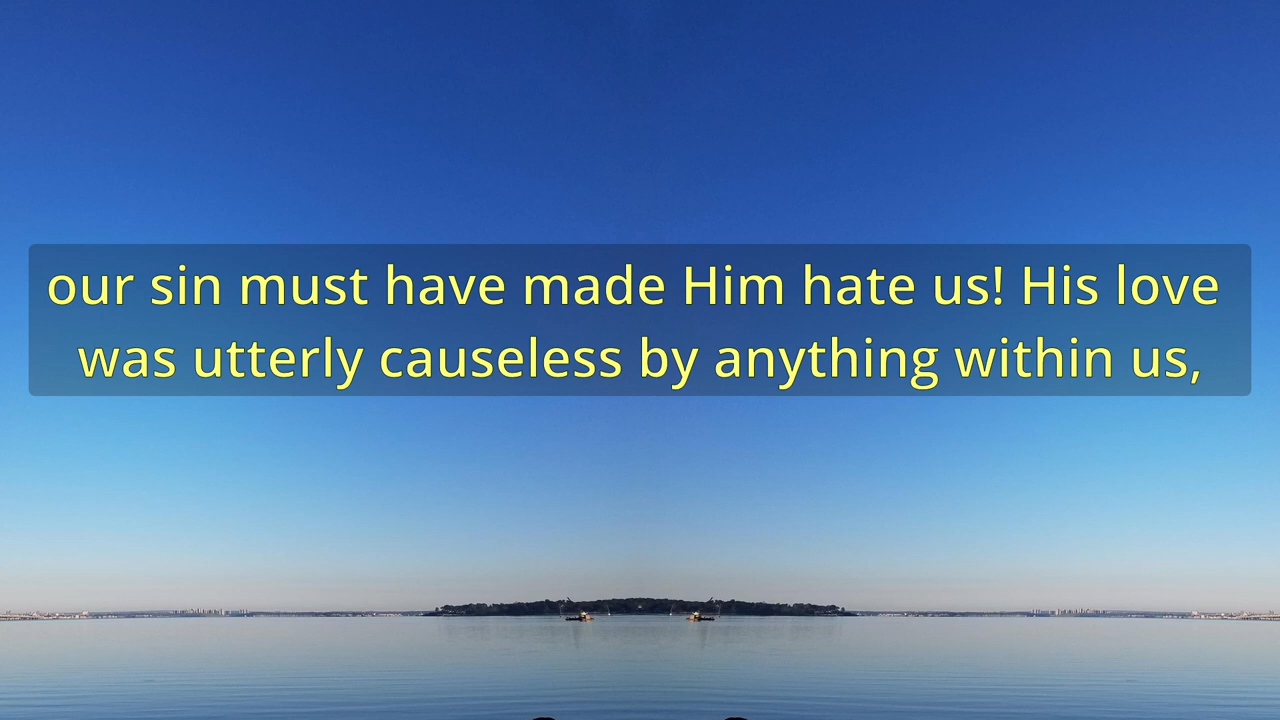 our sin must have made Him hate us! His love
was utterly causeless by anything within us,